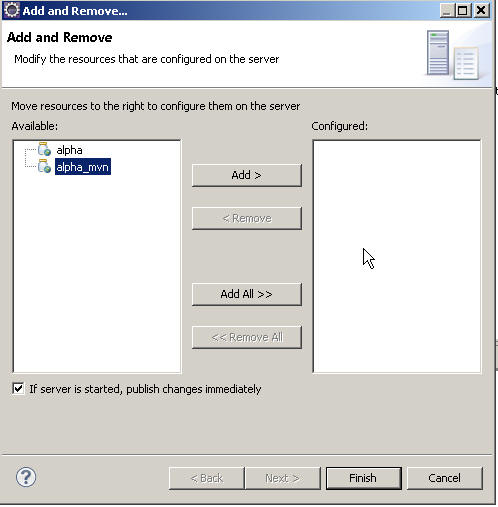 Add and Remove...
Add and Remove
Modify the resources that are configured on the server
Move resources to the right to configure them on the server
Available:
Configured:
alpha
alpha_mvn
Add >
< Remove
Add All >>
<< Remove All
If server is started, publish changes immediately
?
< Back
Next >
Finish
Cancel